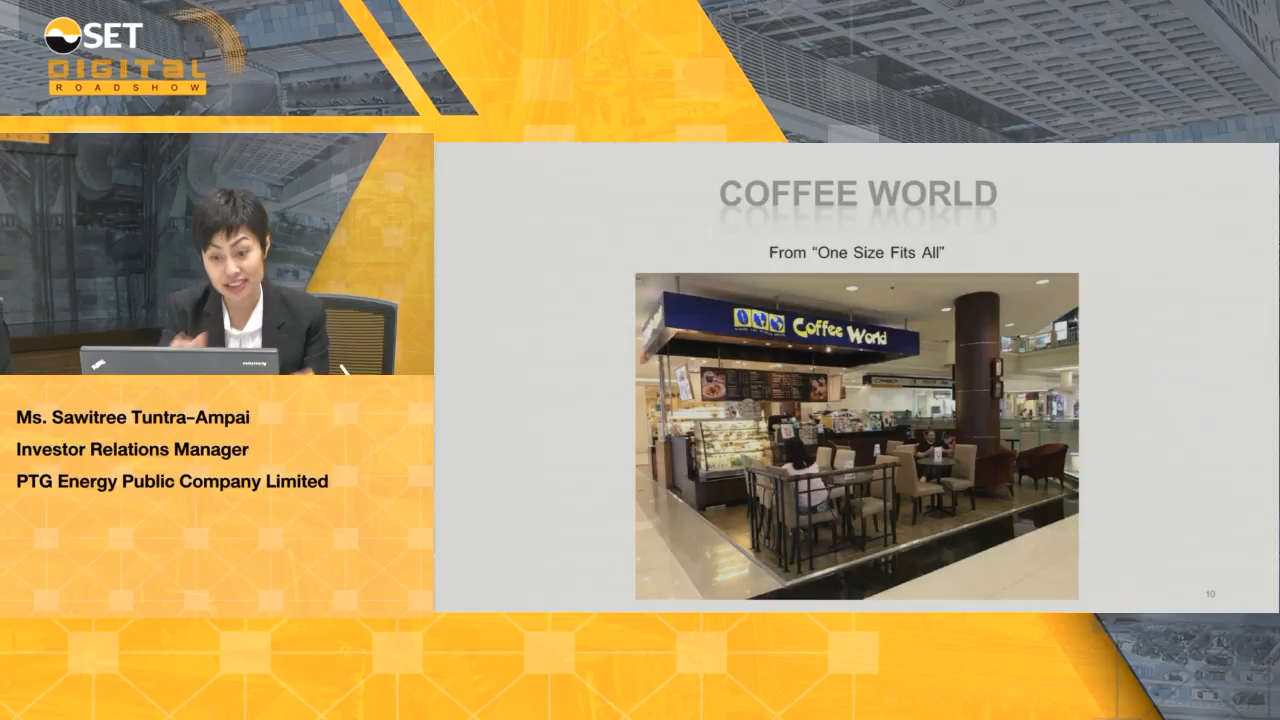 SET
DIGITAL
ROADSHOW
COFFEE WORLD
From “One Size Fits All”
Coffee World
Ms. Sawitree Tuntra-Ampai
Investor Relations Manager
PTG Energy Public Company Limited
10